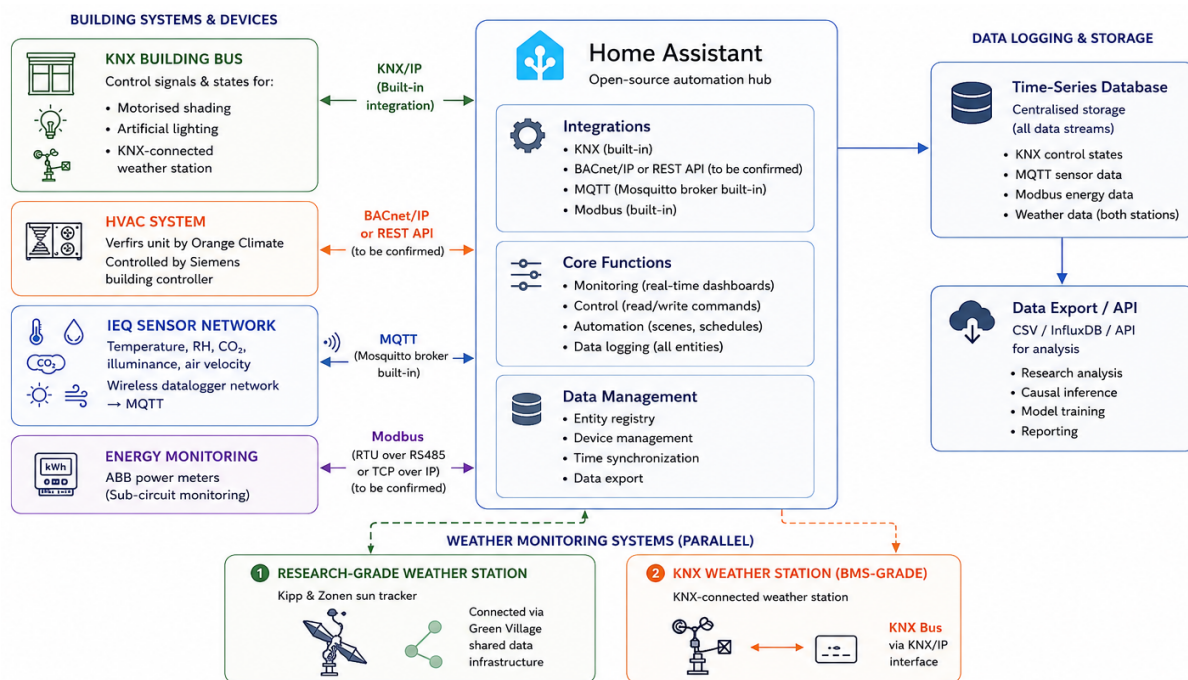 BUILDING SYSTEMS & DEVICES
KNX BUILDING BUS
Control signals & states for:
• Motorised shading
• Artificial lighting
• KNX-connected
weather station
KNX/IP
(Built-in
integration)
HVAC SYSTEM
Verfirs unit by Orange Climate
Controlled by Siemens
building controller
BACnet/IP
or REST API
(to be confirmed)
IEQ SENSOR NETWORK
Temperature, RH, CO₂,
illuminance, air velocity
CO₂
Wireless datalogger network
→ MQTT
MQTT
(Mosquitto broker
built-in)
ENERGY MONITORING
kWh
ABB power meters
(Sub-circuit monitoring)
Modbus
(RTU over RS485
or TCP over IP)
(to be confirmed)
Home Assistant
Open-source automation hub
Integrations
• KNX (built-in)
• BACnet/IP or REST API (to be confirmed)
• MQTT (Mosquitto broker built-in)
• Modbus (built-in)
Core Functions
• Monitoring (real-time dashboards)
• Control (read/write commands)
• Automation (scenes, schedules)
• Data logging (all entities)
Data Management
• Entity registry
• Device management
• Time synchronization
• Data export
DATA LOGGING & STORAGE
Time-Series Database
Centralised storage
(all data streams)
• KNX control states
• MQTT sensor data
• Modbus energy data
• Weather data (both stations)
Data Export / API
CSV / InfluxDB / API
for analysis
• Research analysis
• Causal inference
• Model training
• Reporting
WEATHER MONITORING SYSTEMS (PARALLEL)
1 RESEARCH-GRADE WEATHER STATION
Kipp & Zonen sun tracker
Connected via
Green Village
shared data
infrastructure
2 KNX WEATHER STATION (BMS-GRADE)
KNX-connected weather station
KNX Bus
via KNX/IP
interface